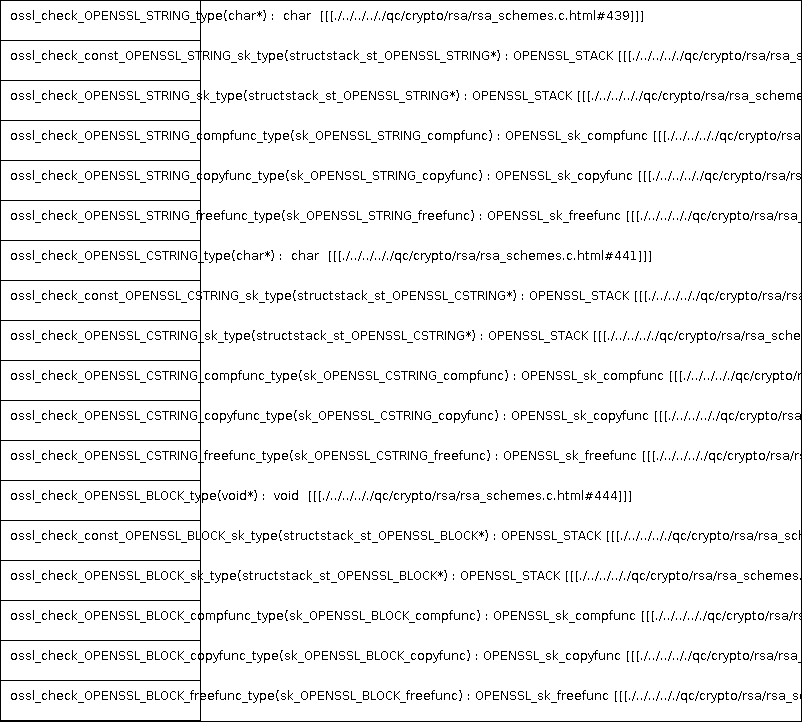 ossl_check_OPENSSL_STRING_type(char*) : char [[[./../../../qc/crypto/rsa/rsa_schemes.c.html#439]]]
ossl_check_const_OPENSSL_STRING_sk_type(structstack_st_OPENSSL_STRING*) : OPENSSL_STACK [[[./../../../qc/crypto/rsa/rsa_s
ossl_check_OPENSSL_STRING_sk_type(structstack_st_OPENSSL_STRING*) : OPENSSL_STACK [[[./../../../qc/crypto/rsa/rsa_scheme
ossl_check_OPENSSL_STRING_compfunc_type(sk_OPENSSL_STRING_compfunc) : OPENSSL_sk_compfunc [[[./../../../qc/crypto/rsa
ossl_check_OPENSSL_STRING_copyfunc_type(sk_OPENSSL_STRING_copyfunc) : OPENSSL_sk_copyfunc [[[./../../../qc/crypto/rsa/rs
ossl_check_OPENSSL_STRING_freefunc_type(sk_OPENSSL_STRING_freefunc) : OPENSSL_sk_freefunc [[[./../../../qc/crypto/rsa/rsa_
ossl_check_OPENSSL_CSTRING_type(char*) : char [[[./../../../qc/crypto/rsa/rsa_schemes.c.html#441]]]
ossl_check_const_OPENSSL_CSTRING_sk_type(structstack_st_OPENSSL_CSTRING*) : OPENSSL_STACK [[[./../../../qc/crypto/rsa/rsa
ossl_check_OPENSSL_CSTRING_sk_type(structstack_st_OPENSSL_CSTRING*) : OPENSSL_STACK [[[./../../../qc/crypto/rsa/rsa_sche
ossl_check_OPENSSL_CSTRING_compfunc_type(sk_OPENSSL_CSTRING_compfunc) : OPENSSL_sk_compfunc [[[./../../../qc/crypto/r
ossl_check_OPENSSL_CSTRING_copyfunc_type(sk_OPENSSL_CSTRING_copyfunc) : OPENSSL_sk_copyfunc [[[./../../../qc/crypto/rsa
ossl_check_OPENSSL_CSTRING_freefunc_type(sk_OPENSSL_CSTRING_freefunc) : OPENSSL_sk_freefunc [[[./../../../qc/crypto/rsa/rs
ossl_check_OPENSSL_BLOCK_type(void*) : void [[[./../../../qc/crypto/rsa/rsa_schemes.c.html#444]]]
ossl_check_const_OPENSSL_BLOCK_sk_type(structstack_st_OPENSSL_BLOCK*) : OPENSSL_STACK [[[./../../../qc/crypto/rsa/rsa_sch
ossl_check_OPENSSL_BLOCK_sk_type(structstack_st_OPENSSL_BLOCK*) : OPENSSL_STACK [[[./../../../qc/crypto/rsa/rsa_schemes.
ossl_check_OPENSSL_BLOCK_compfunc_type(sk_OPENSSL_BLOCK_compfunc) : OPENSSL_sk_compfunc [[[./../../../qc/crypto/rsa/r
ossl_check_OPENSSL_BLOCK_copyfunc_type(sk_OPENSSL_BLOCK_copyfunc) : OPENSSL_sk_copyfunc [[[./../../../qc/crypto/rsa/rsa_
ossl_check_OPENSSL_BLOCK_freefunc_type(sk_OPENSSL_BLOCK_freefunc) : OPENSSL_sk_freefunc [[[./../../../qc/crypto/rsa/rsa_s